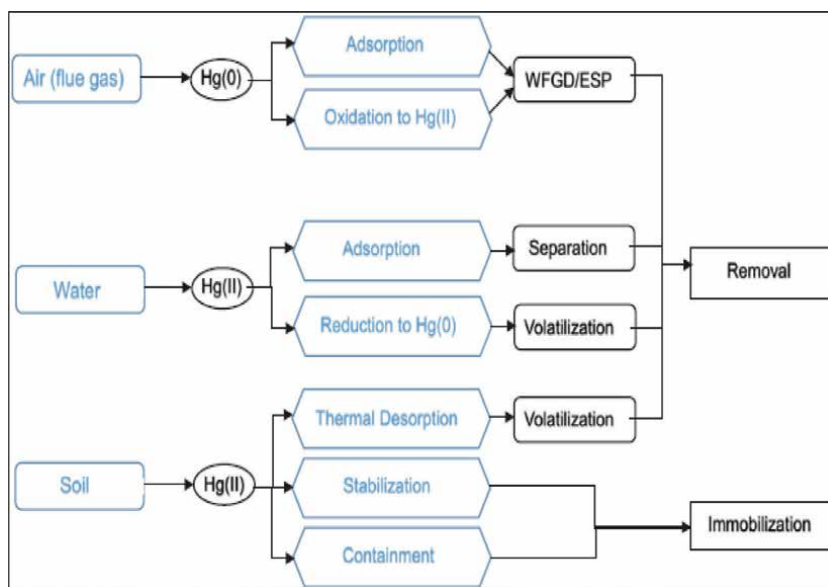 Adsorption
Air (flue gas)
Hg(0)
WFGD/ESP
Oxidation to Hg(II)
Adsorption
Separation
Removal
Water
Hg(II)
Reduction to Hg(0)
Volatilization
Thermal Desorption
Volatilization
Soil
Hg(II)
Stabilization
Immobilization
Containment